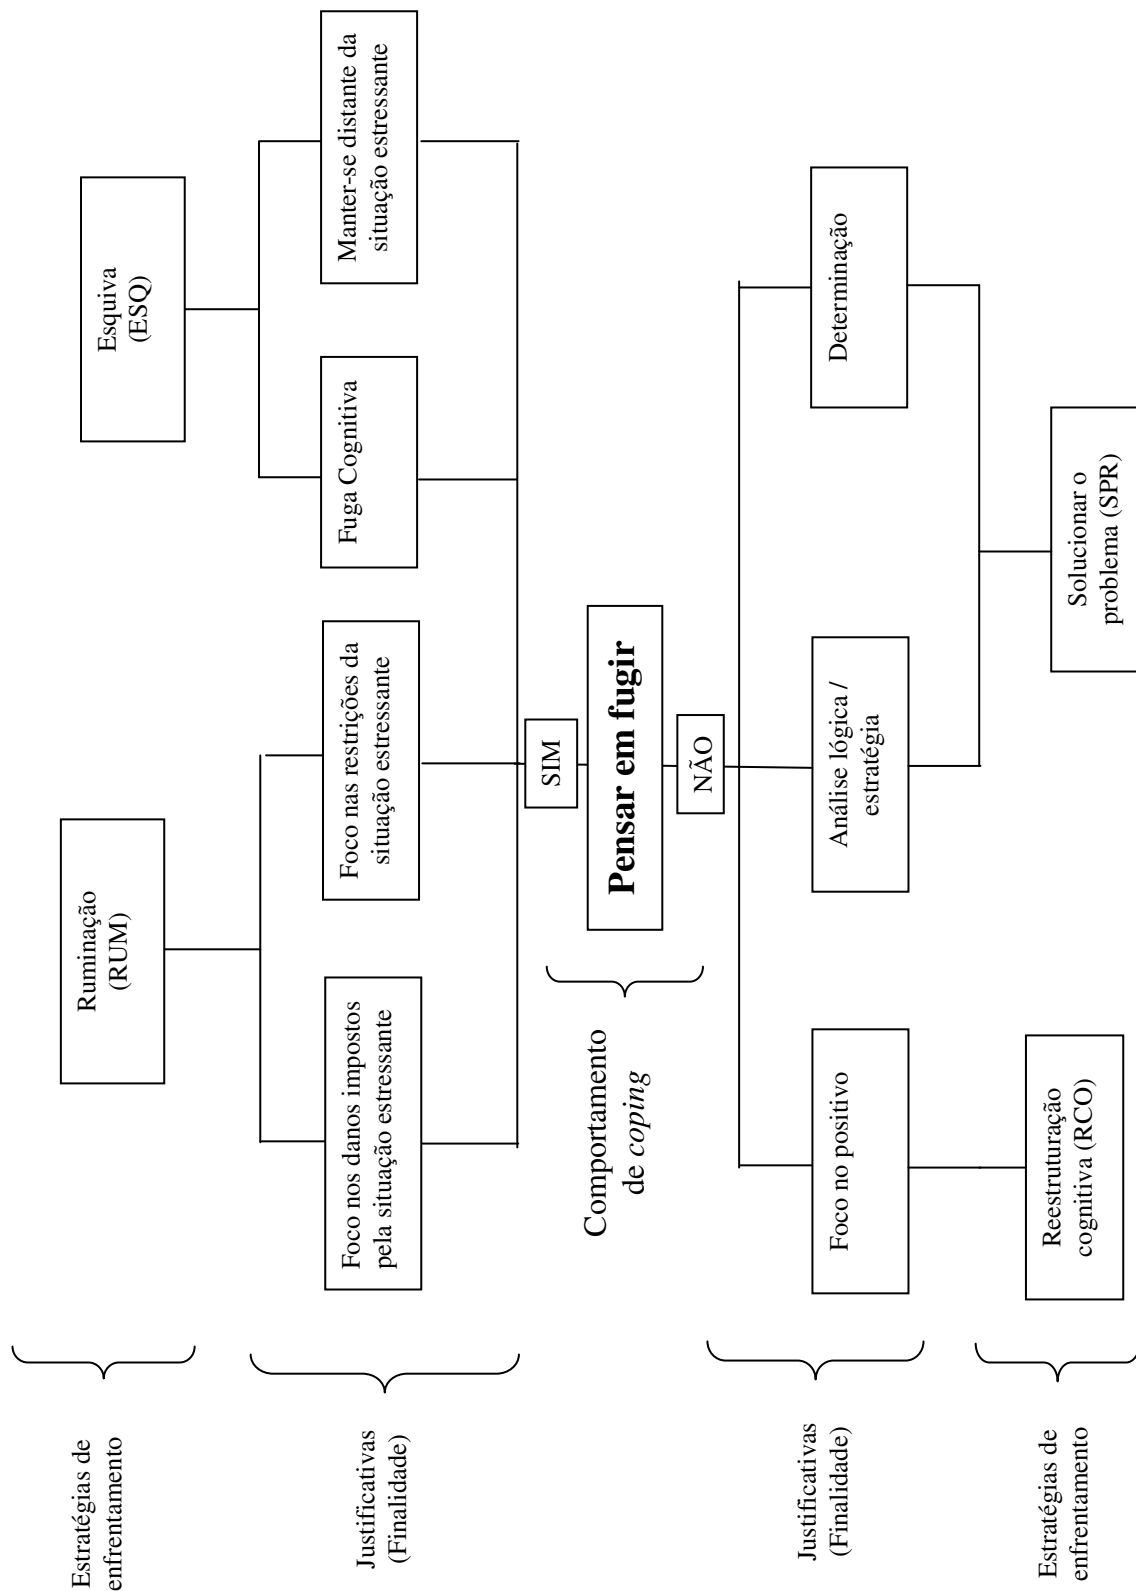 Estratégias de
enfrentamento
Ruminação
(RUM)
Esquiva
(ESQ)
Justificativas
(Finalidade)
Foco nos danos impostos
pela situação estressante
Foco nas restrições da
situação estressante
Fuga Cognitiva
Manter-se distante da
situação estressante
SIM
Comportamento
de coping
Pensar em fugir
NÃO
Justificativas
(Finalidade)
Foco no positivo
Análise lógica /
estratégia
Determinação
Estratégias de
enfrentamento
Reestruturação
cognitiva (RCO)
Solucionar o
problema (SPR)